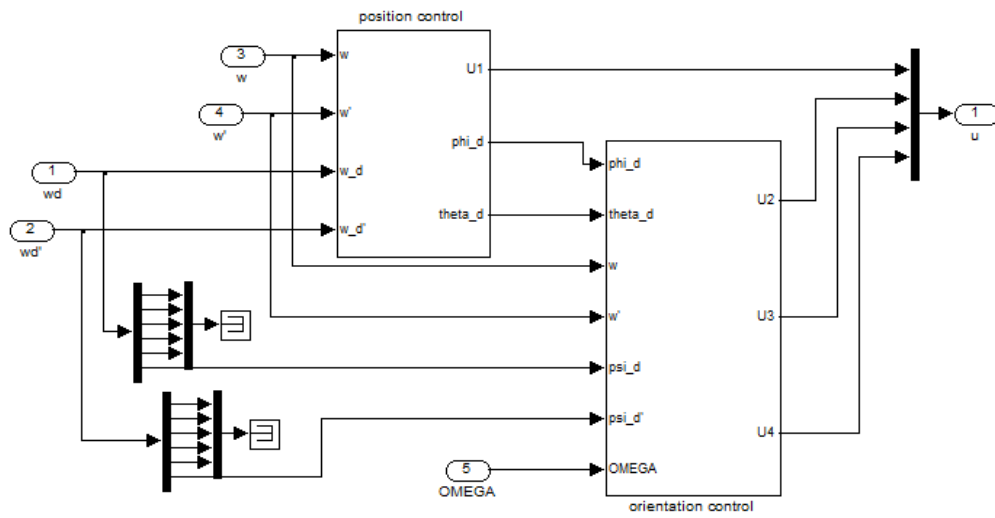 position control
3
w
w
U1
4
w'
w'
phi_d
phi_d
1
wd
w_d
theta_d
theta_d
2
wd'
w_d'
1
u
U2
w
w'
U3
psi_d
psi_d'
U4
5
OMEGA
OMEGA
orientation control